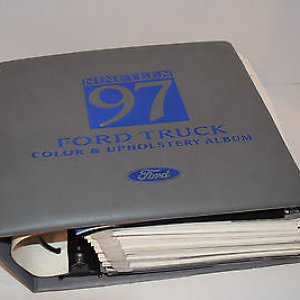 NINETEEN
97
FORD TRUCK
COLOR & UPHOLSTERY ALBUM
Ford